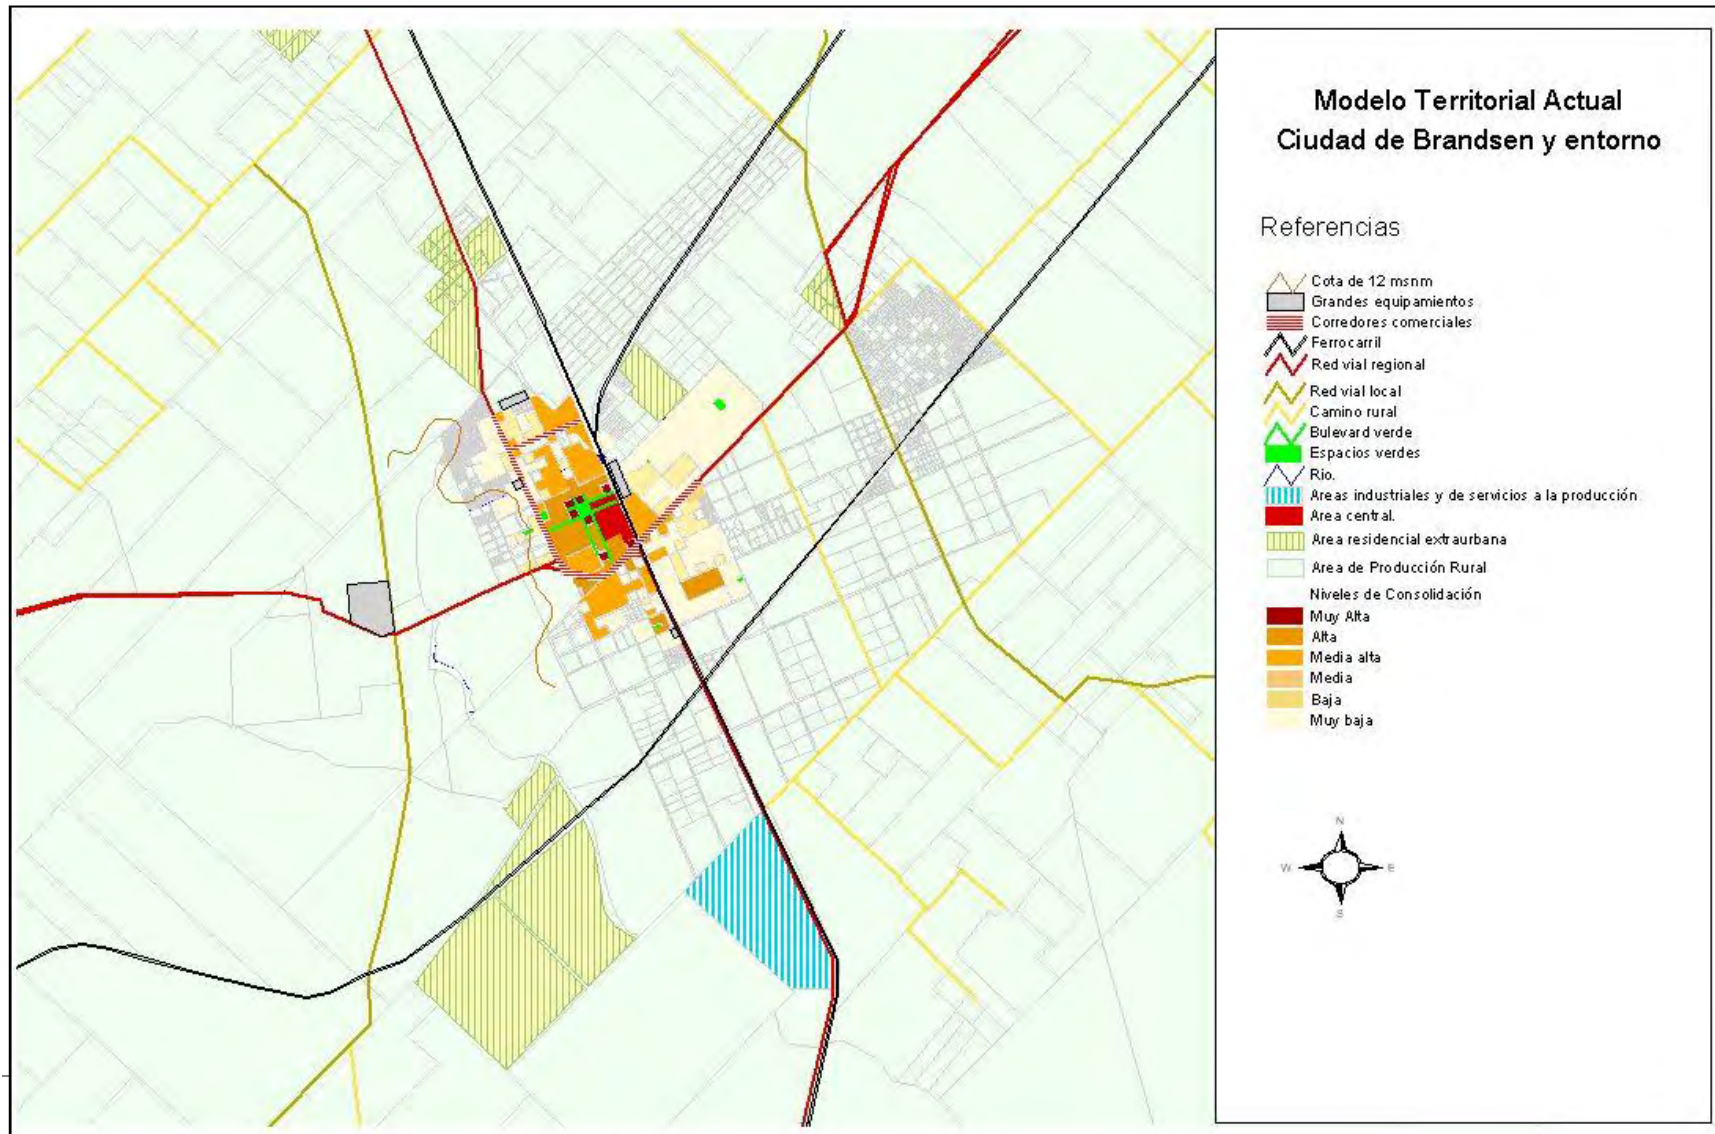 Modelo Territorial Actual
Ciudad de Brandsen y entorno
Referencias
Cota de 12 msnm
Grandes equipamientos
Corredores comerciales
Ferrocarril
Red vial regional
Red vial local
Camino rural
Bulevard verde
Espacios verdes
Rio.
Areas industriales y de servicios a la producción
Area central.
Area residencial extraurbana
Area de Producción Rural
Niveles de Consolidación
Muy Alta
Alta
Media alta
Media
Baja
Muy baja
N
W E
S